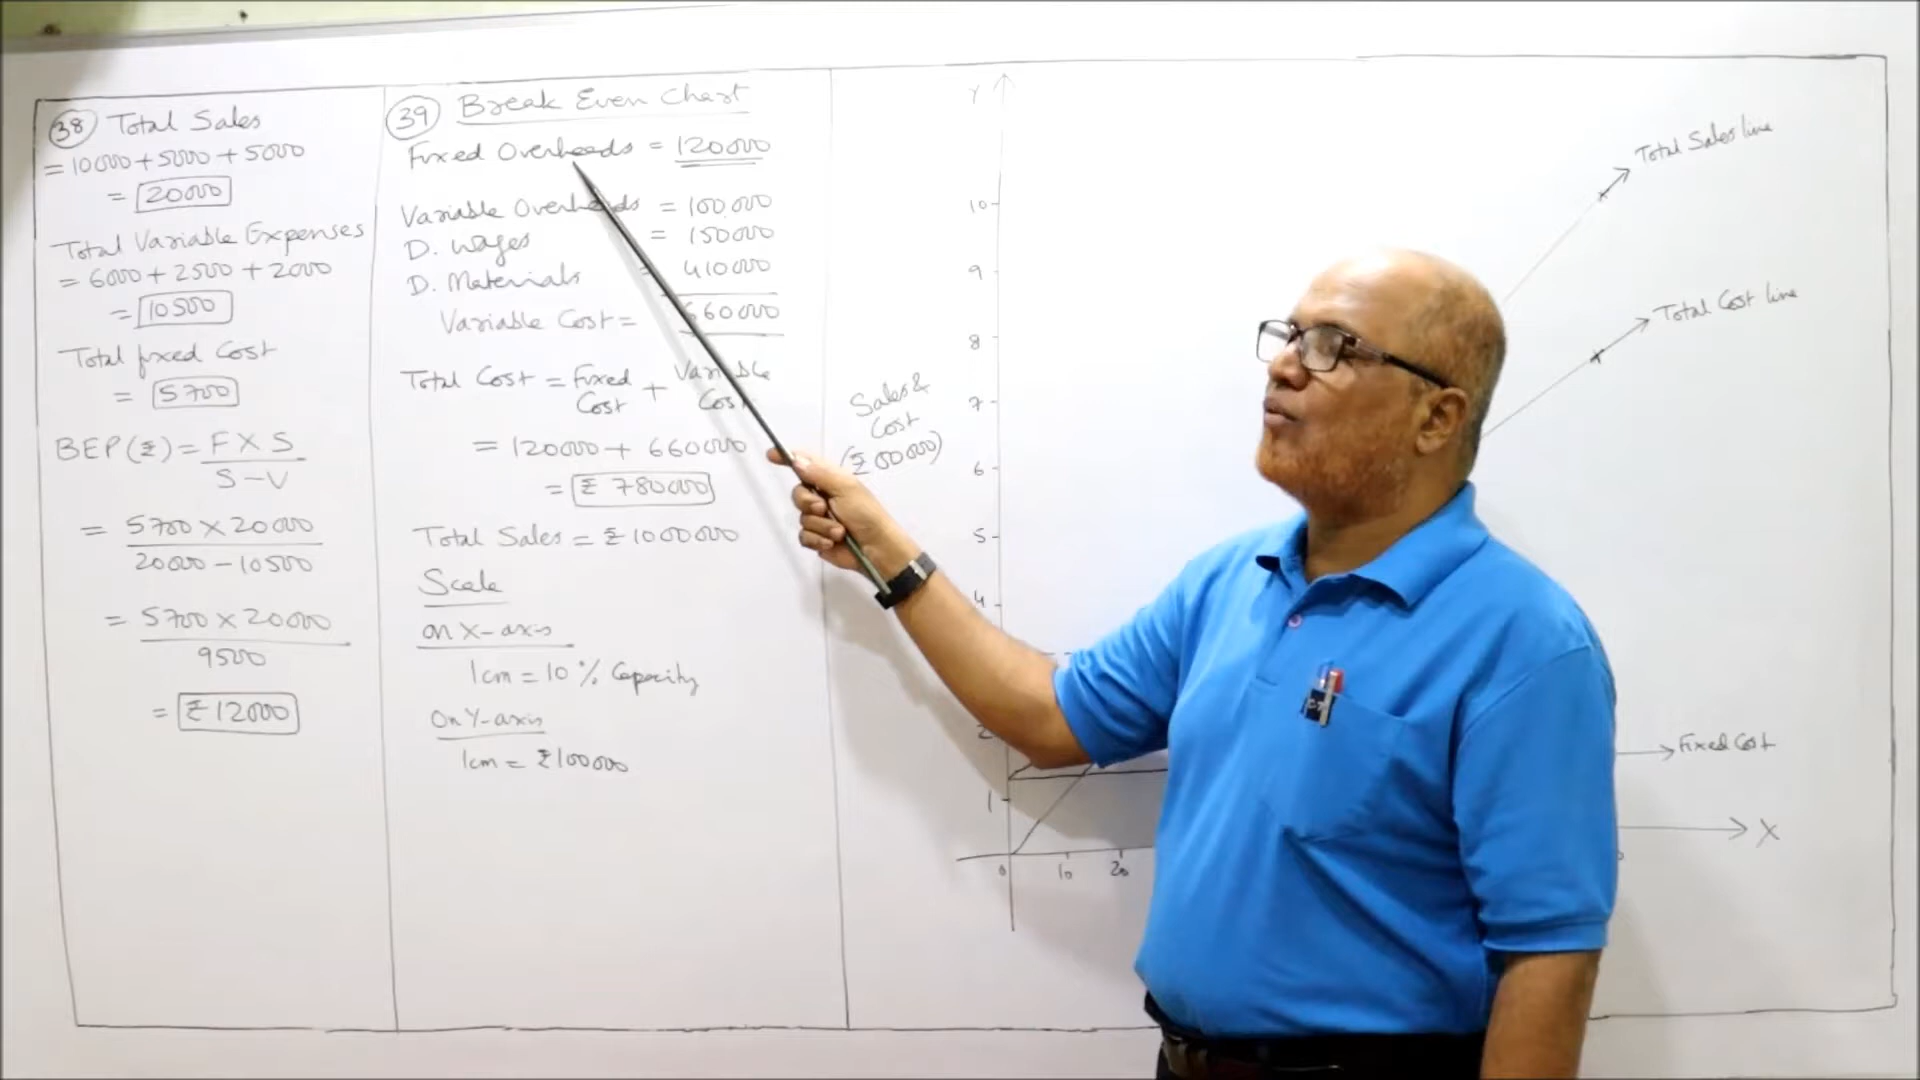 38 Total Sales
= 10000 + 5000 + 5000
= 20000
Total Variable Expenses
= 6000 + 2500 + 2000
= 10500
Total fixed Cost
= 5700
BEP (₹) = F X S
S - V
= 5700 x 20000
20000 - 10500
= 5700 x 20000
9500
= ₹ 12000
39 Break Even Chart
Fixed Overheads = 120000
Variable Overheads = 100.000
D. Wages = 150000
D. Materials = 410000
Variable Cost = 660000
Total Cost = Fixed Cost + Variable Cost
= 120000 + 660000
= ₹ 780000
Total Sales = ₹ 1000000
Scale
on X-axis
1cm = 10 % Capacity
On Y-axis
1cm = ₹ 100000
Y
10
9
8
7
6
5
4
2
1
0
10
20
Sales &
Cost
(₹ 00000)
Total Sales line
Total Cost line
Fixed Cost
X